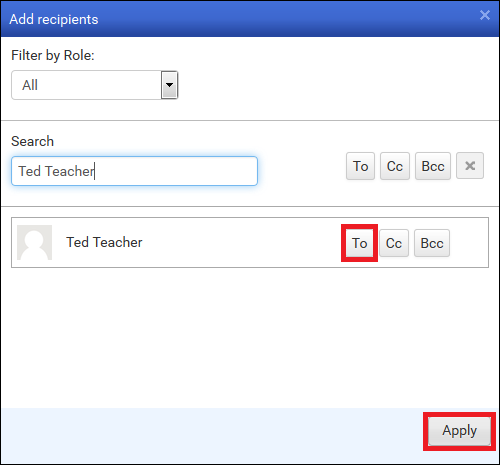 Add recipients ×
Filter by Role:
All
Search
Ted Teacher
To Cc Bcc ×
Ted Teacher To Cc Bcc
Apply